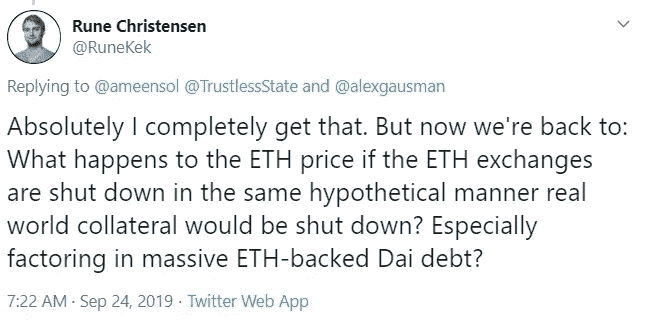 Rune Christensen
@RuneKek
Replying to @ameensol @TrustlessState and @alexgausman
Absolutely I completely get that. But now we're back to:
What happens to the ETH price if the ETH exchanges
are shut down in the same hypothetical manner real
world collateral would be shut down? Especially
factoring in massive ETH-backed Dai debt?
7:22 AM · Sep 24, 2019 · Twitter Web App